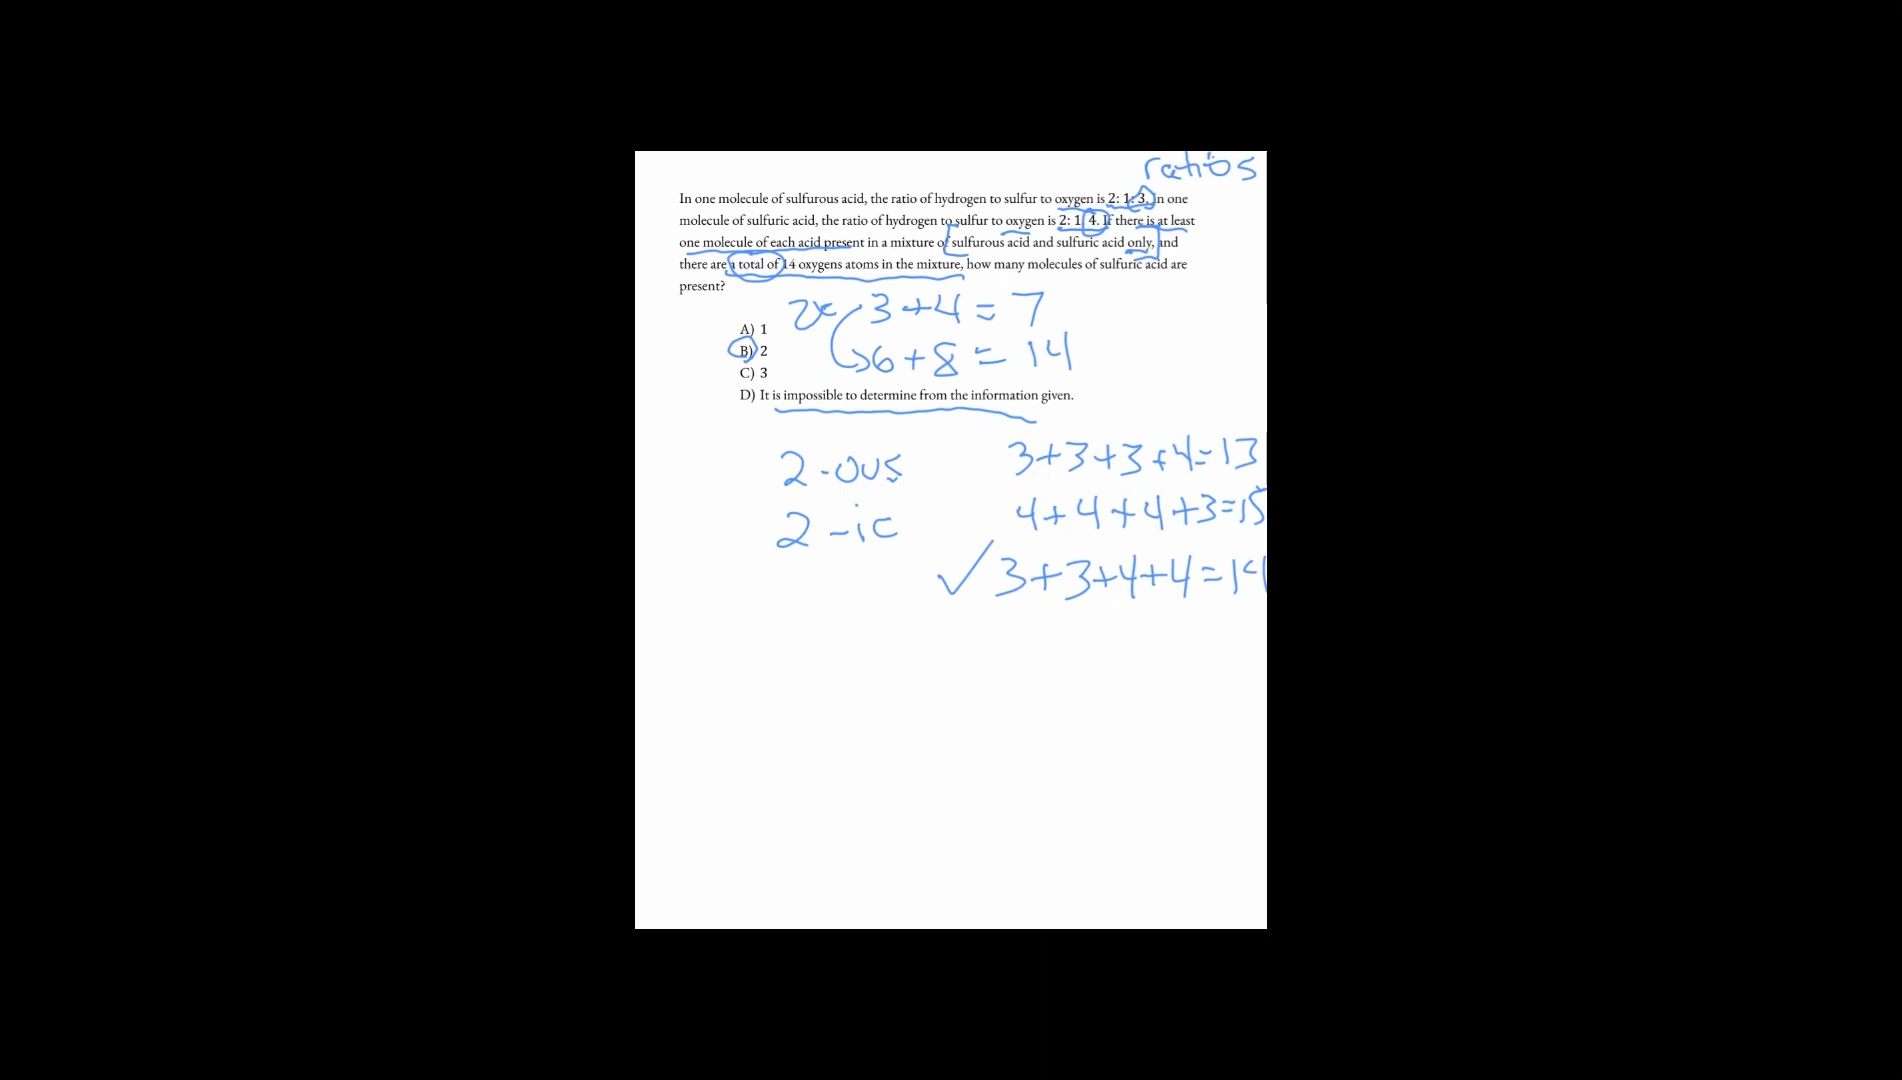 ratios
In one molecule of sulfurous acid, the ratio of hydrogen to sulfur to oxygen is 2: 1: 3. In one
molecule of sulfuric acid, the ratio of hydrogen to sulfur to oxygen is 2: 1: 4. If there is at least
one molecule of each acid present in a mixture of sulfurous acid and sulfuric acid only, and
there are a total of 14 oxygens atoms in the mixture, how many molecules of sulfuric acid are
present?
2x 3+4=7
A) 1
B) 2
6+8=14
C) 3
D) It is impossible to determine from the information given.
2-ous
3+3+3+4=13
4+4+4+3=15
2-ic
3+3+4+4=14